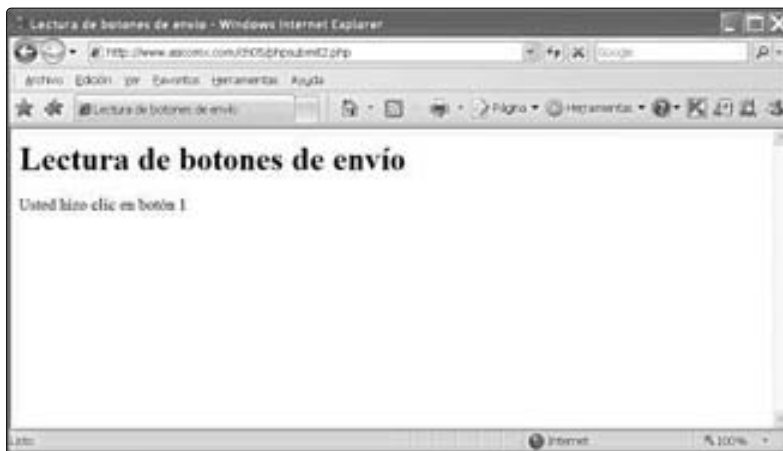 Lectura de botones de envío - Windows Internet Explorer
Google
Archivo Edición Ver Favoritos Herramientas Ayuda
Lectura de botones de envío
Página Herramientas
Lectura de botones de envío
Usted hizo clic en botón 1
Listo
Internet
100%